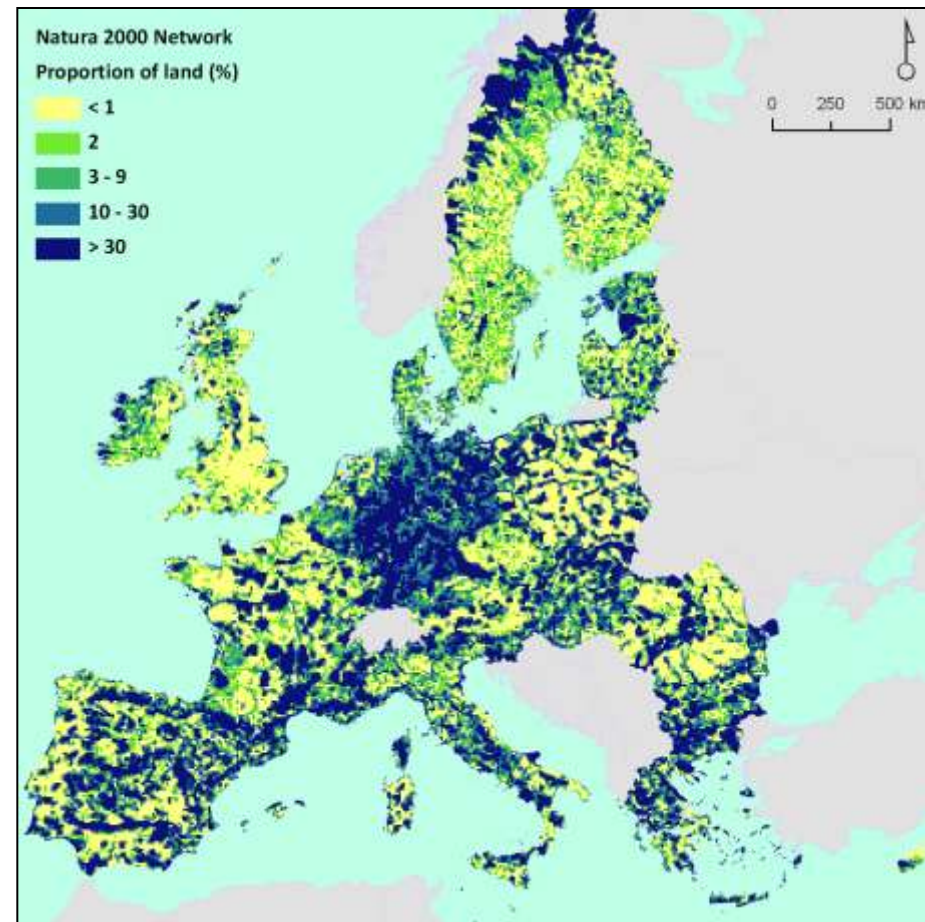 Natura 2000 Network
Proportion of land (%)
< 1
2
3 - 9
10 - 30
> 30
0 250 500 km